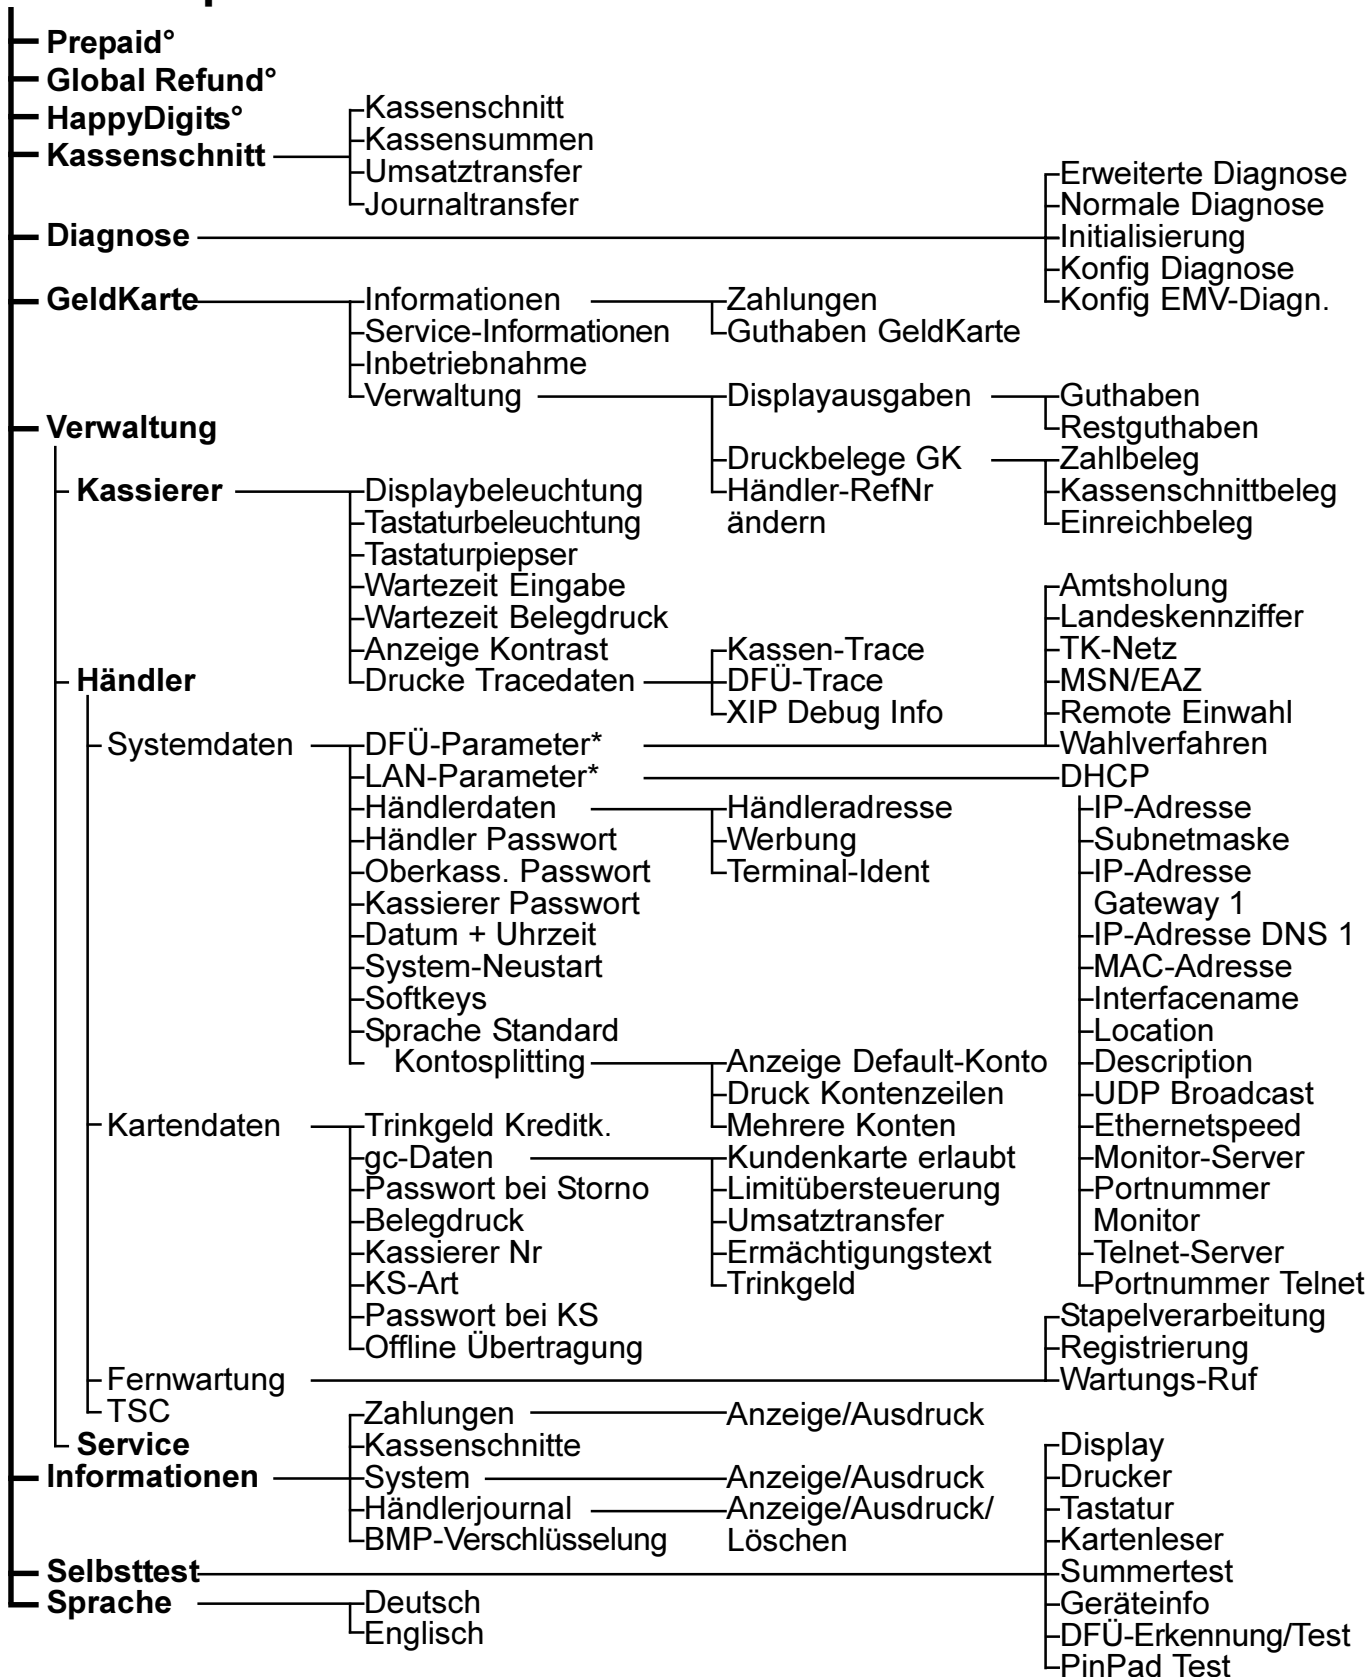 Prepaid°
Global Refund°
HappyDigits°
Kassenschnitt
Kassenschnitt
Kassensummen
Umsatztransfer
Journaltransfer
Diagnose
Erweiterte Diagnose
Normale Diagnose
Initialisierung
Konfig Diagnose
Konfig EMV-Diagn.
GeldKarte
Informationen
Zahlungen
Guthaben GeldKarte
Service-Informationen
Inbetriebnahme
Verwaltung
Displayausgaben
Guthaben
Restguthaben
Druckbelege GK
Zahlbeleg
Kassenschnittbeleg
Einreichbeleg
Händler-RefNr
ändern
Verwaltung
Kassierer
Displaybeleuchtung
Tastaturbeleuchtung
Tastaturpiepser
Wartezeit Eingabe
Wartezeit Belegdruck
Anzeige Kontrast
Drucke Tracedaten
Kassen-Trace
DFÜ-Trace
XIP Debug Info
Händler
Systemdaten
DFÜ-Parameter*
Amtsholung
Landeskennziffer
TK-Netz
MSN/EAZ
Remote Einwahl
Wahlverfahren
LAN-Parameter*
DHCP
IP-Adresse
Subnetmaske
IP-Adresse
Gateway 1
IP-Adresse DNS 1
MAC-Adresse
Interfacename
Location
Description
UDP Broadcast
Ethernetspeed
Monitor-Server
Portnummer
Monitor
Telnet-Server
Portnummer Telnet
Händlerdaten
Händleradresse
Werbung
Terminal-Ident
Händler Passwort
Oberkass. Passwort
Kassierer Passwort
Datum + Uhrzeit
System-Neustart
Softkeys
Sprache Standard
Kontosplitting
Anzeige Default-Konto
Druck Kontenzeilen
Mehrere Konten
Kartendaten
Trinkgeld Kreditk.
gc-Daten
Kundenkarte erlaubt
Limitübersteuerung
Umsatztransfer
Ermächtigungstext
Trinkgeld
Passwort bei Storno
Belegdruck
Kassierer Nr
KS-Art
Passwort bei KS
Offline Übertragung
Fernwartung
Stapelverarbeitung
Registrierung
Wartungs-Ruf
TSC
Service
Informationen
Zahlungen
Anzeige/Ausdruck
Kassenschnitte
System
Anzeige/Ausdruck
Händlerjournal
Anzeige/Ausdruck/
Löschen
BMP-Verschlüsselung
Selbsttest
Display
Drucker
Tastatur
Kartenleser
Summertest
Geräteinfo
DFÜ-Erkennung/Test
PinPad Test
Sprache
Deutsch
Englisch